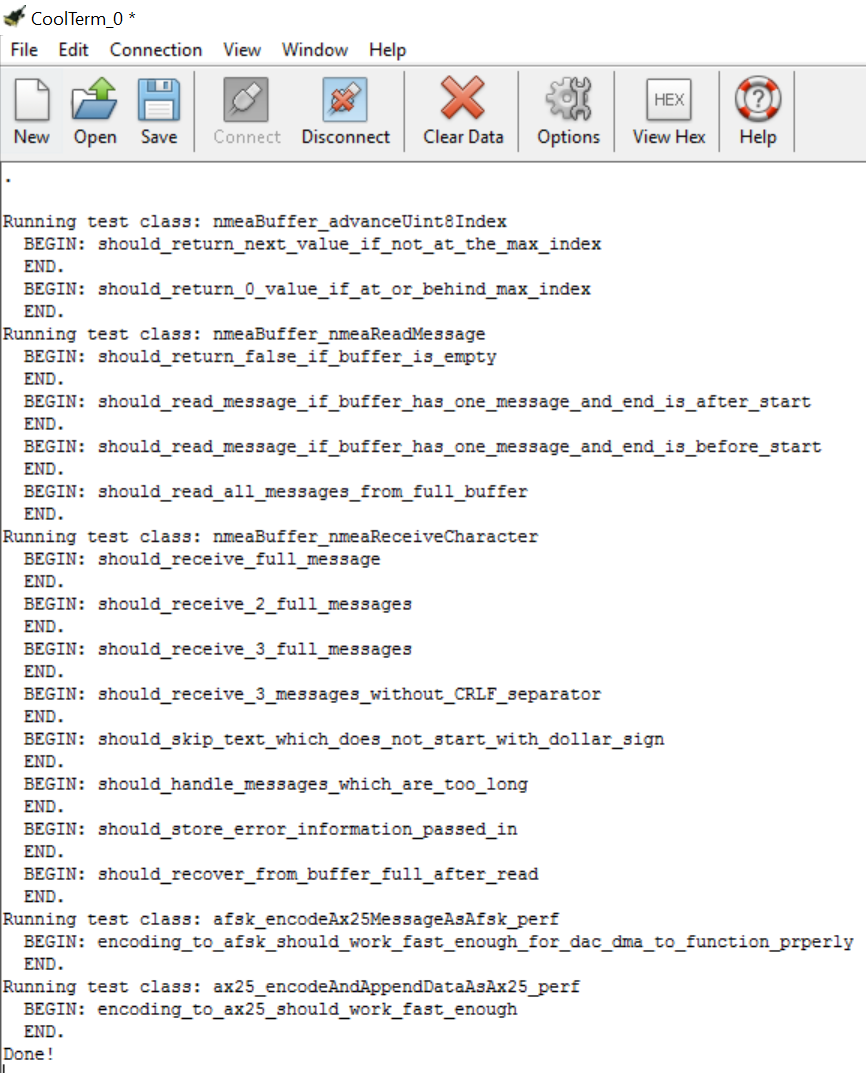 CoolTerm_0 *
File Edit Connection View Window Help
HEX
New Open Save Connect Disconnect Clear Data Options View Hex Help
.
Running test class: nmeaBuffer_advanceUint8Index
BEGIN: should_return_next_value_if_not_at_the_max_index
END.
BEGIN: should_return_0_value_if_at_or_behind_max_index
END.
Running test class: nmeaBuffer_nmeaReadMessage
BEGIN: should_return_false_if_buffer_is_empty
END.
BEGIN: should_read_message_if_buffer_has_one_message_and_end_is_after_start
END.
BEGIN: should_read_message_if_buffer_has_one_message_and_end_is_before_start
END.
BEGIN: should_read_all_messages_from_full_buffer
END.
Running test class: nmeaBuffer_nmeaReceiveCharacter
BEGIN: should_receive_full_message
END.
BEGIN: should_receive_2_full_messages
END.
BEGIN: should_receive_3_full_messages
END.
BEGIN: should_receive_3_messages_without_CRLF_separator
END.
BEGIN: should_skip_text_which_does_not_start_with_dollar_sign
END.
BEGIN: should_handle_messages_which_are_too_long
END.
BEGIN: should_store_error_information_passed_in
END.
BEGIN: should_recover_from_buffer_full_after_read
END.
Running test class: afsk_encodeAx25MessageAsAfsk_perf
BEGIN: encoding_to_afsk_should_work_fast_enough_for_dac_dma_to_function_prperly
END.
Running test class: ax25_encodeAndAppendDataAsAx25_perf
BEGIN: encoding_to_ax25_should_work_fast_enough
END.
Done!